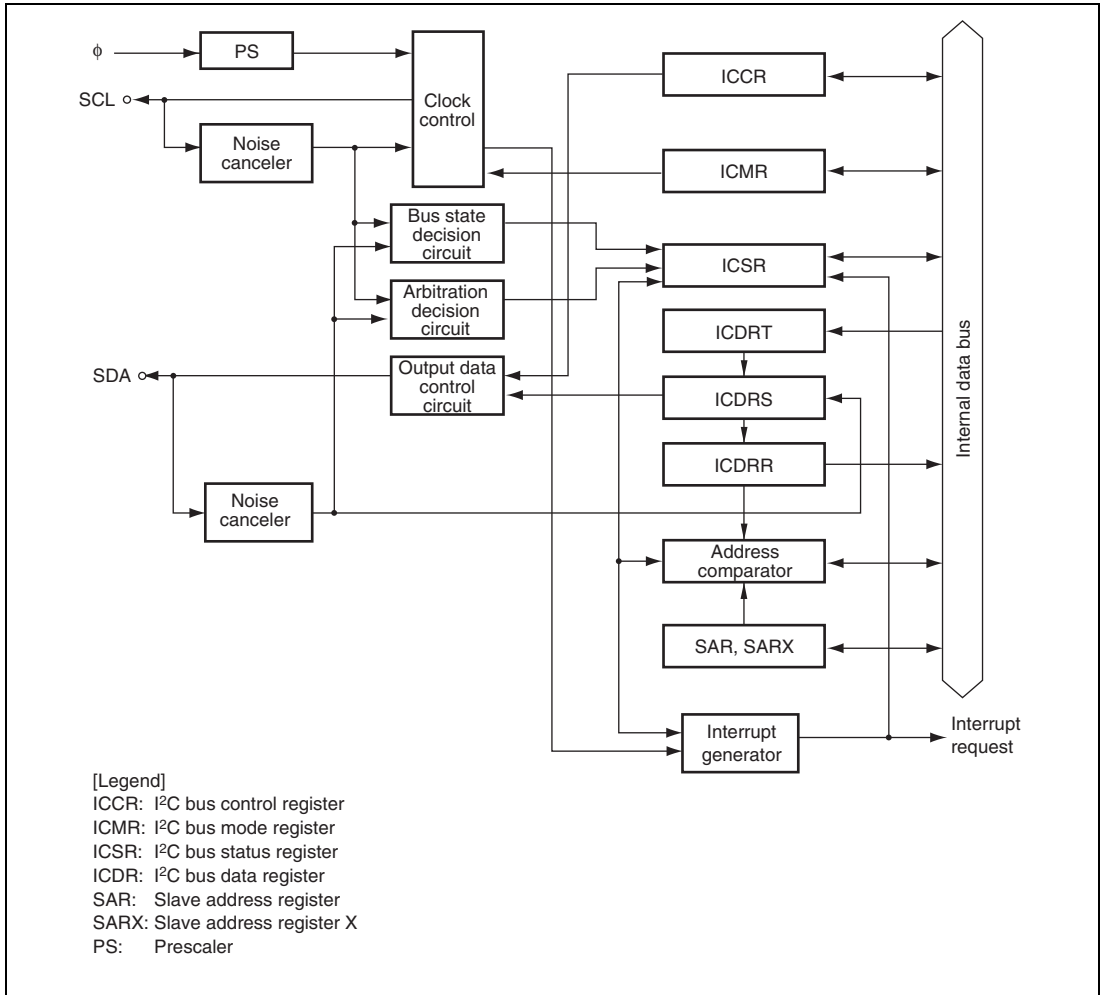 ϕ
PS
SCL
Clock
control
Noise
canceler
Bus state
decision
circuit
Arbitration
decision
circuit
SDA
Output data
control
circuit
Noise
canceler
ICCR
ICMR
ICSR
ICDRT
ICDRS
ICDRR
Address
comparator
SAR, SARX
Interrupt
generator
Internal data bus
Interrupt
request
[Legend]
ICCR: I²C bus control register
ICMR: I²C bus mode register
ICSR: I²C bus status register
ICDR: I²C bus data register
SAR: Slave address register
SARX: Slave address register X
PS: Prescaler